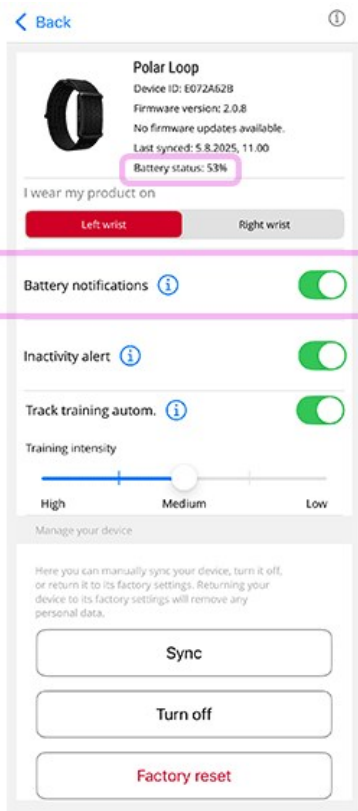 Back
Polar Loop
Device ID: E072A62B
Firmware version: 2.0.8
No firmware updates available.
Last synced: 5.8.2025, 11.00
Battery status: 53%
I wear my product on
Left wrist Right wrist
Battery notifications
Inactivity alert
Track training autom.
Training intensity
High Medium Low
Manage your device
Here you can manually sync your device, turn it off,
or return it to its factory settings. Returning your
device to its factory settings will remove any
personal data.
Sync
Turn off
Factory reset